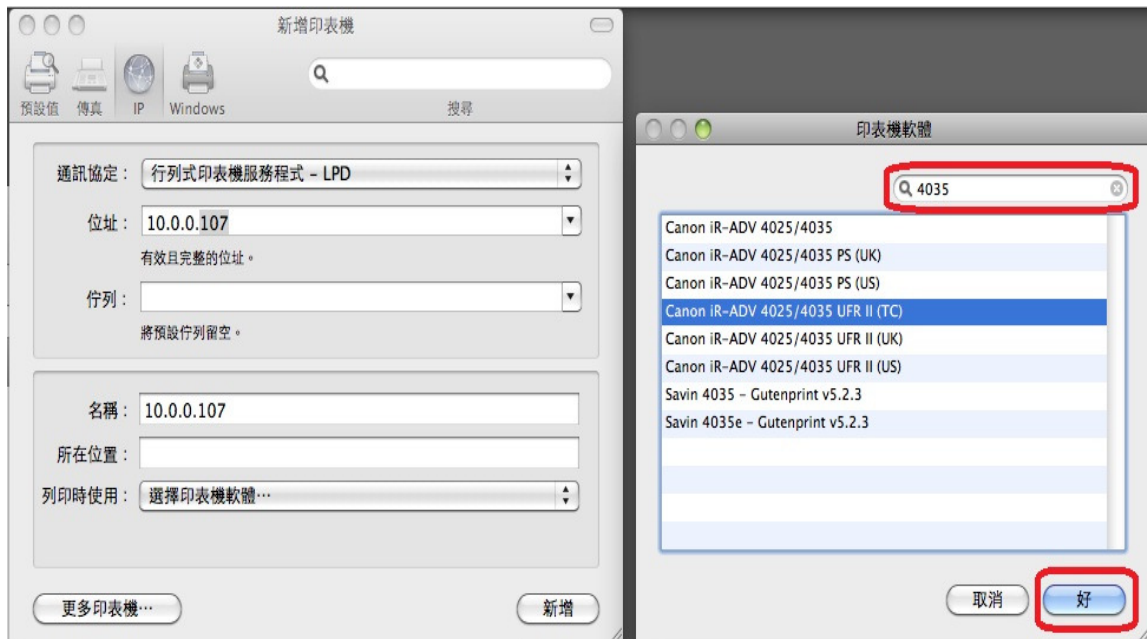 新增印表機
預設值 傳真 IP Windows
搜尋
通訊協定： 行列式印表機服務程式 – LPD
位址： 10.0.0.107
有效且完整的位址。
佇列：
將預設佇列留空。
名稱： 10.0.0.107
所在位置：
列印時使用： 選擇印表機軟體…
更多印表機…
新增
印表機軟體
4035
Canon iR-ADV 4025/4035
Canon iR-ADV 4025/4035 PS (UK)
Canon iR-ADV 4025/4035 PS (US)
Canon iR-ADV 4025/4035 UFR II (TC)
Canon iR-ADV 4025/4035 UFR II (UK)
Canon iR-ADV 4025/4035 UFR II (US)
Savin 4035 – Gutenprint v5.2.3
Savin 4035e – Gutenprint v5.2.3
取消
好